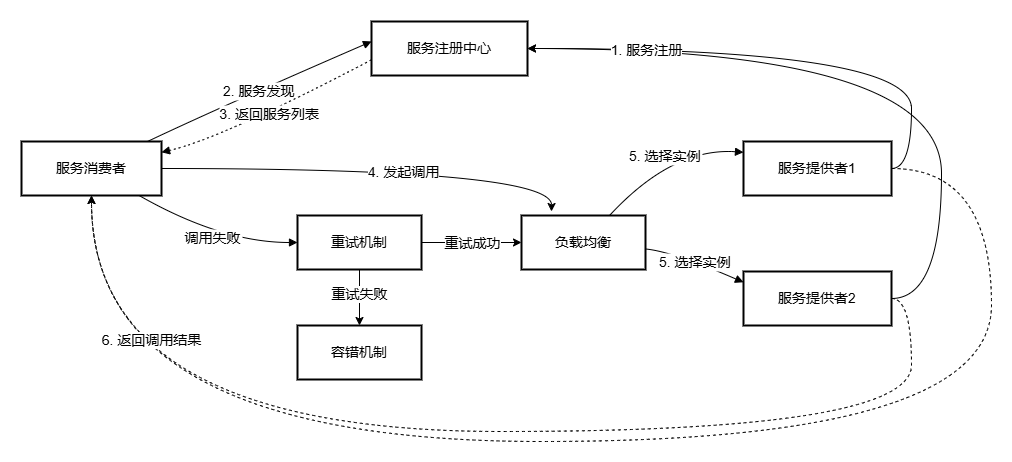 服务注册中心
1. 服务注册
2. 服务发现
3. 返回服务列表
服务消费者
4. 发起调用
5. 选择实例
服务提供者1
调用失败
重试机制
重试成功
负载均衡
5. 选择实例
重试失败
服务提供者2
6. 返回调用结果
容错机制